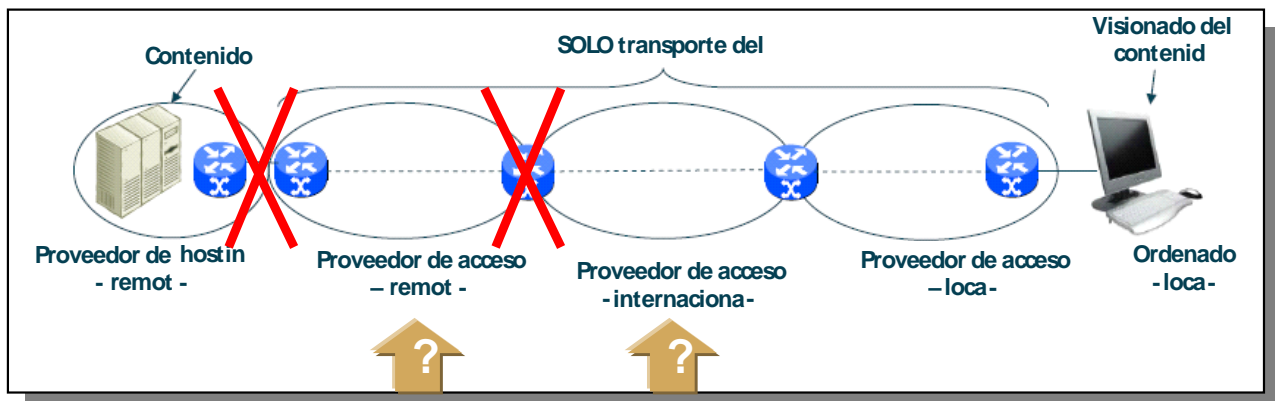 Contenido
SOLO transporte del
Visionado del
contenid
Proveedor de hostin
- remot -
Proveedor de acceso
– remot -
Proveedor de acceso
- internaciona-
Proveedor de acceso
– loca-
Ordenado
- loca-
?
?